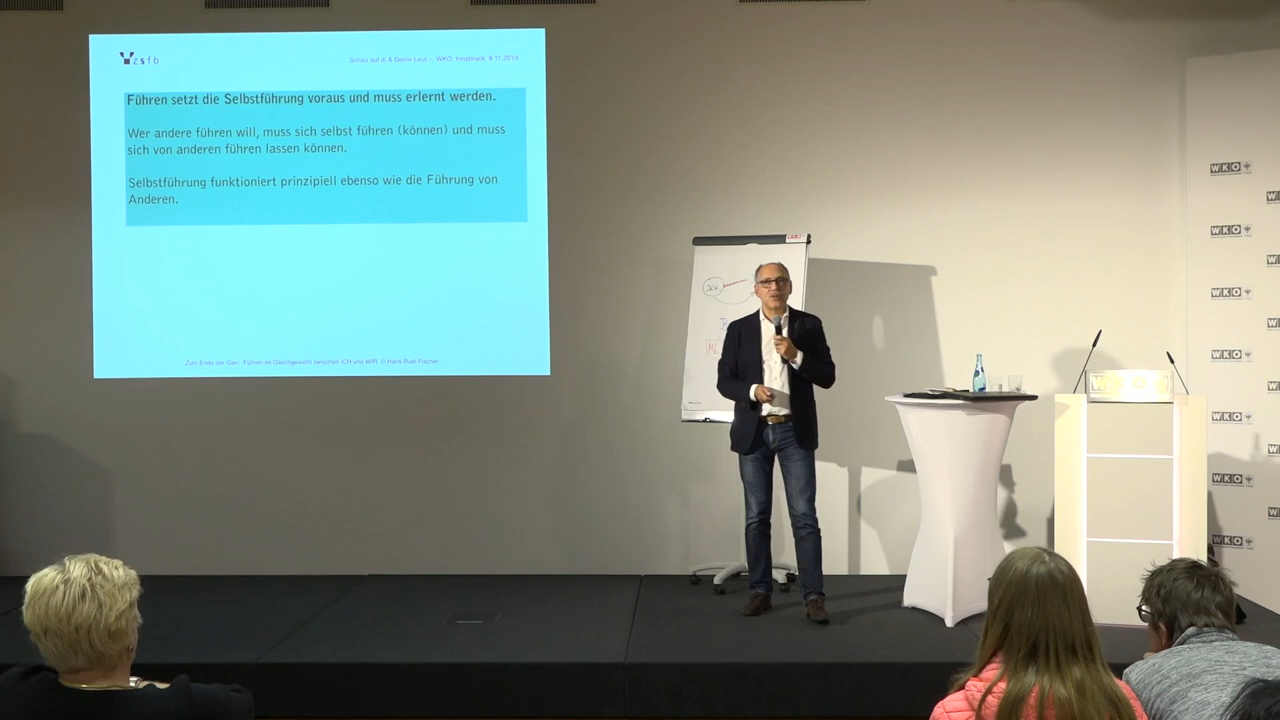 zsfb
Schau auf di & Deine Leut – WKO, Innsbruck, 8.11.2019
Führen setzt die Selbstführung voraus und muss erlernt werden.
Wer andere führen will, muss sich selbst führen (können) und muss
sich von anderen führen lassen können.
Selbstführung funktioniert prinzipiell ebenso wie die Führung von
Anderen.
Zum Ende der Gier: Führen im Gleichgewicht zwischen ICH und WIR. © Hans Rudi Fischer
ICH
WKO
WKO
WKO
WKO
WKO
WKO
WKO
WKO